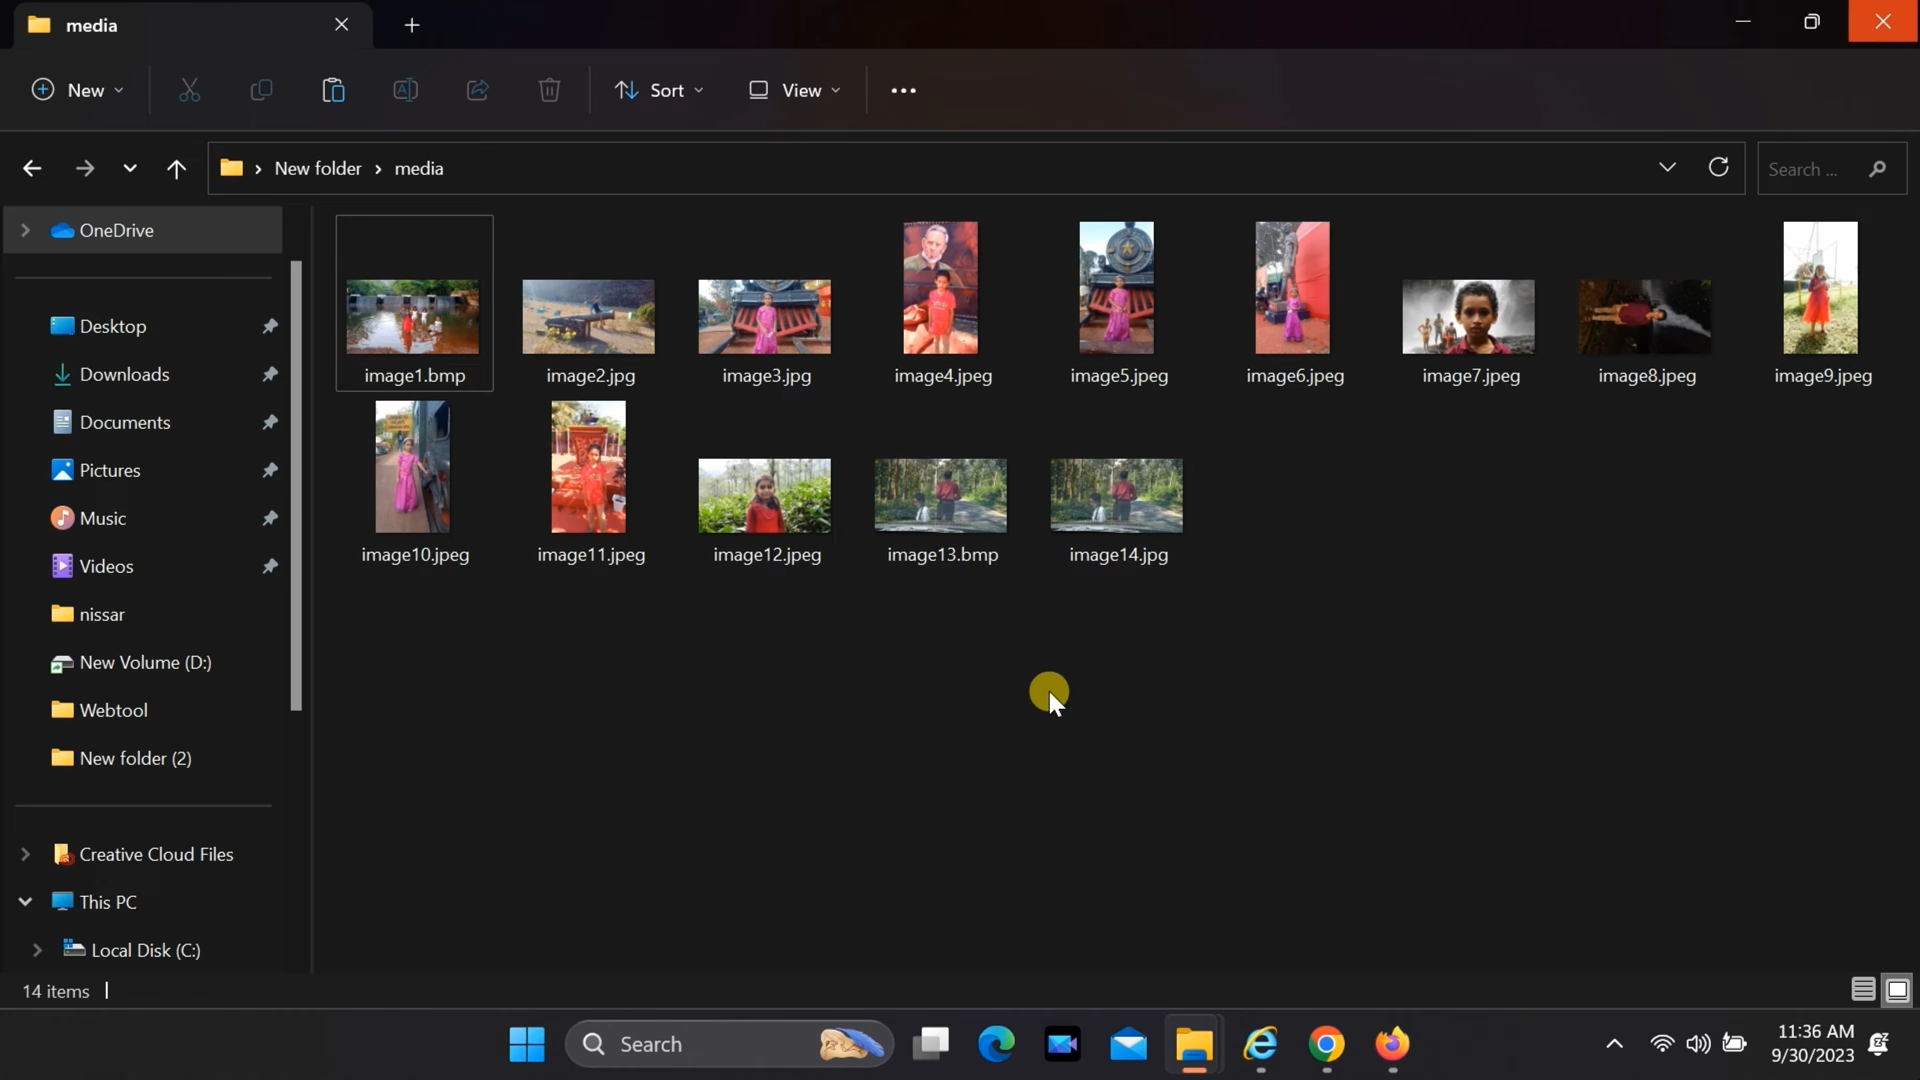 media
New
Sort
View
New folder
media
Search ...
OneDrive
Desktop
Downloads
Documents
Pictures
Music
Videos
nissar
New Volume (D:)
Webtool
New folder (2)
Creative Cloud Files
This PC
Local Disk (C:)
image1.bmp
image2.jpg
image3.jpg
image4.jpeg
image5.jpeg
image6.jpeg
image7.jpeg
image8.jpeg
image9.jpeg
image10.jpeg
image11.jpeg
image12.jpeg
image13.bmp
image14.jpg
14 items
Search
11:36 AM
9/30/2023